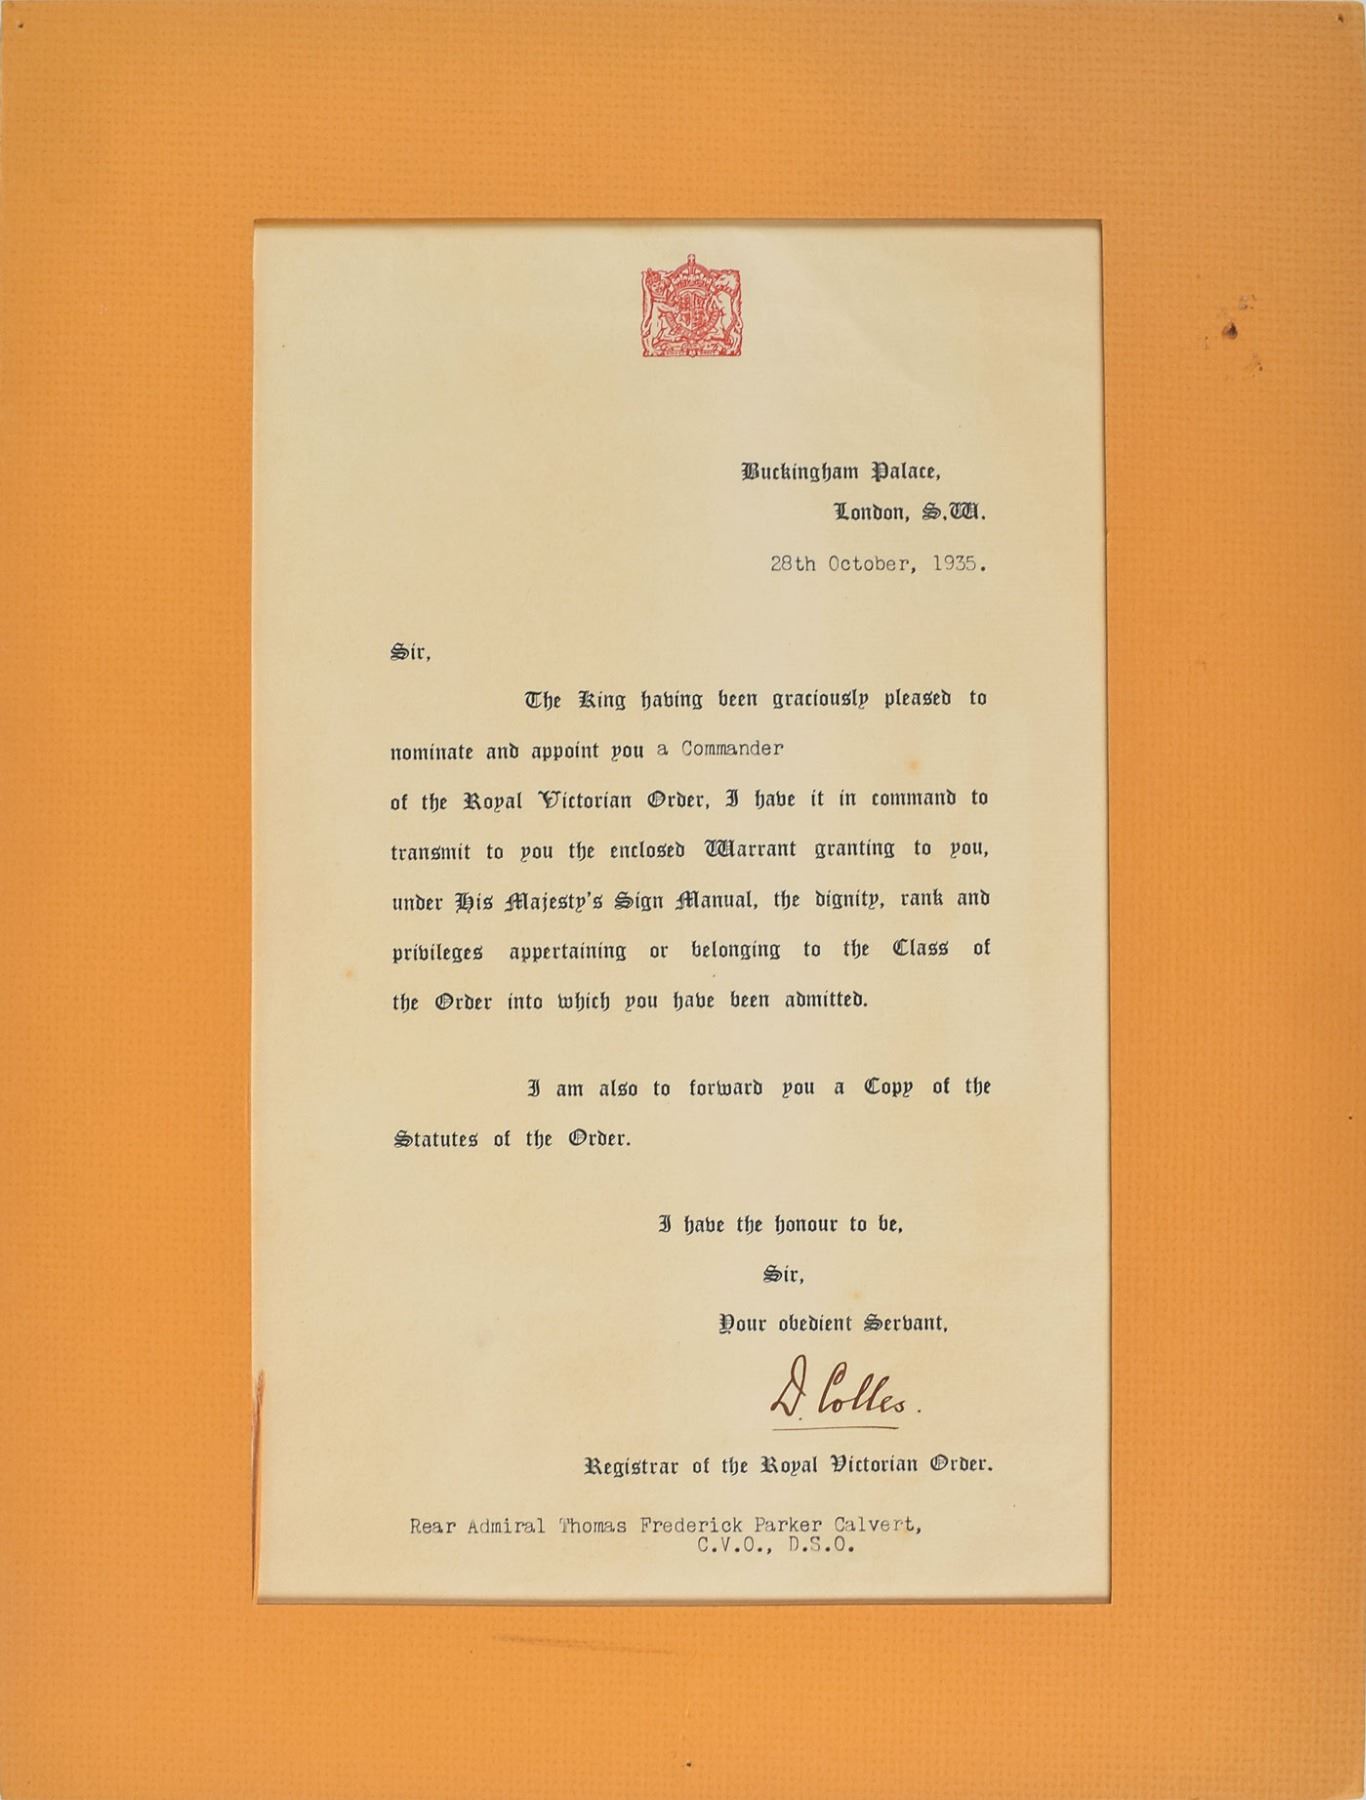 Buckingham Palace,
London, S.W.
28th October, 1935.
Sir,
The King having been graciously pleased to
nominate and appoint you a Commander
of the Royal Victorian Order, I have it in command to
transmit to you the enclosed Warrant granting to you,
under His Majesty's Sign Manual, the dignity, rank and
privileges appertaining or belonging to the Class of
the Order into which you have been admitted.
I am also to forward you a Copy of the
Statutes of the Order.
I have the honour to be,
Sir,
Your obedient Servant,
D. Colles.
Registrar of the Royal Victorian Order.
Rear Admiral Thomas Frederick Parker Calvert,
C.V.O., D.S.O.